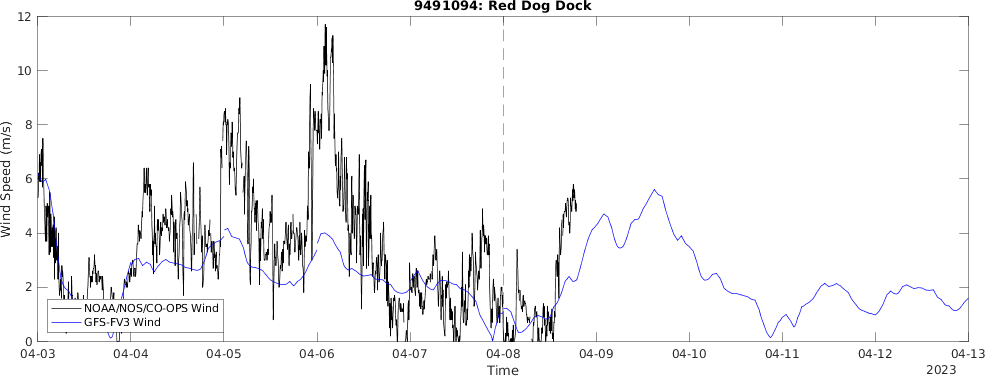 9491094: Red Dog Dock
Wind Speed (m/s)
12
10
8
6
4
2
0
NOAA/NOS/CO-OPS Wind
GFS-FV3 Wind
04-03 04-04 04-05 04-06 04-07 04-08 04-09 04-10 04-11 04-12 04-13
Time
2023